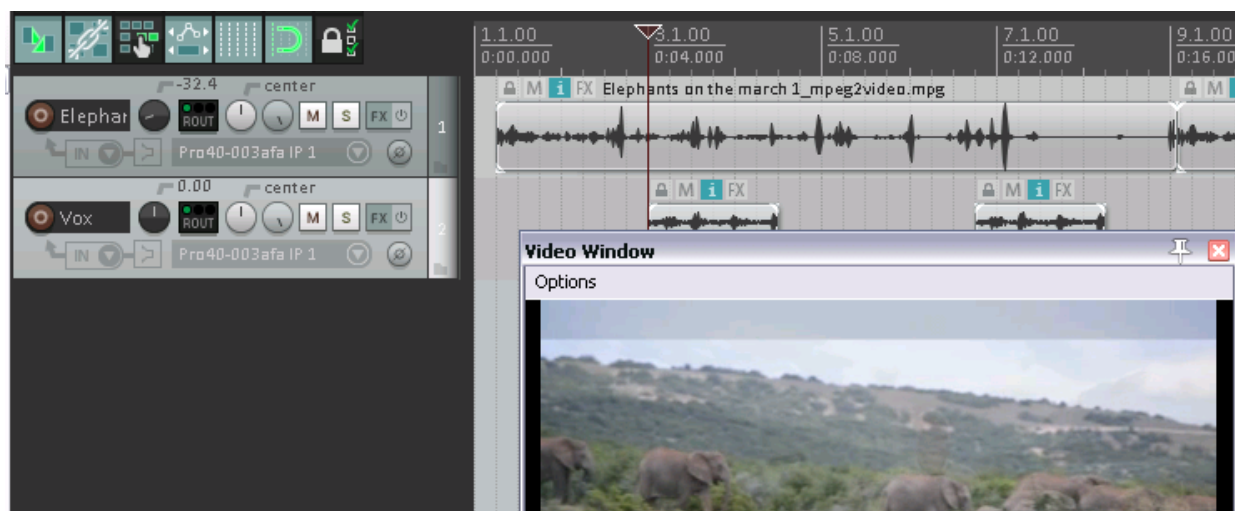 1.1.00 3.1.00 5.1.00 7.1.00 9.1.00
0:00.000 0:04.000 0:08.000 0:12.000 0:16.00
-32.4 center
M i FX Elephants on the march 1_mpeg2video.mpg M i
Elephar ROUT M S FX 1
IN Pro40-003afa IP 1
0.00 center
M i FX M i FX
Vox ROUT M S FX 2
IN Pro40-003afa IP 1
Video Window
Options